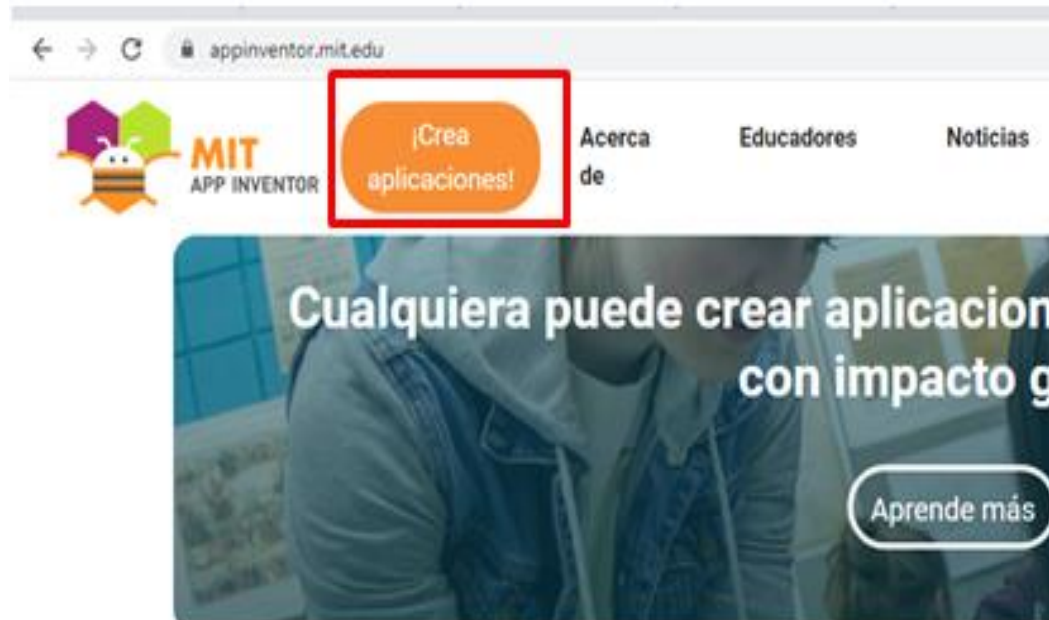 appinventor.mit.edu
MIT
APP INVENTOR
¡Crea
aplicaciones!
Acerca
de
Educadores
Noticias
Cualquiera puede crear aplicacion
con impacto g
Aprende más